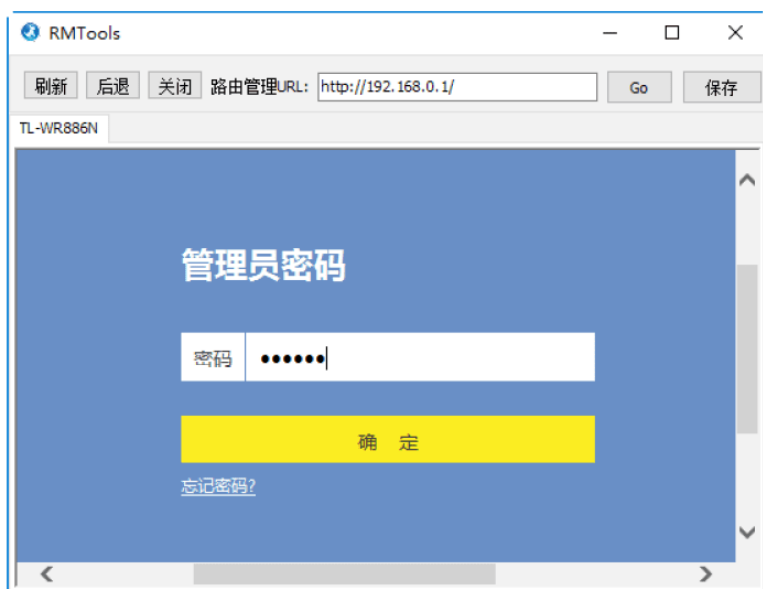 RMTools
刷新 后退 关闭 路由管理URL: http://192.168.0.1/ Go 保存
TL-WR886N
管理员密码
密码 ••••••
确 定
忘记密码?